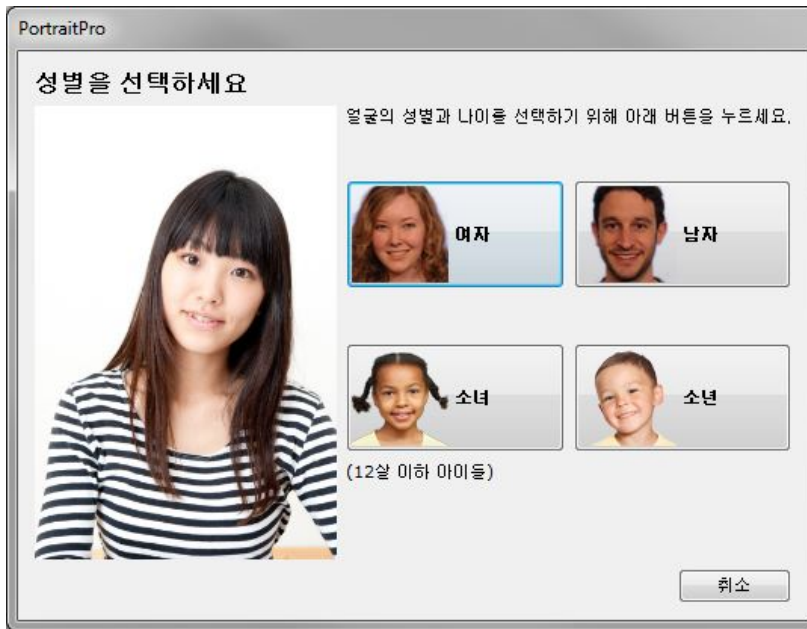 PortraitPro
성별을 선택하세요
얼굴의 성별과 나이를 선택하기 위해 아래 버튼을 누르세요.
여자
남자
소녀
소년
(12살 이하 아이들)
취소